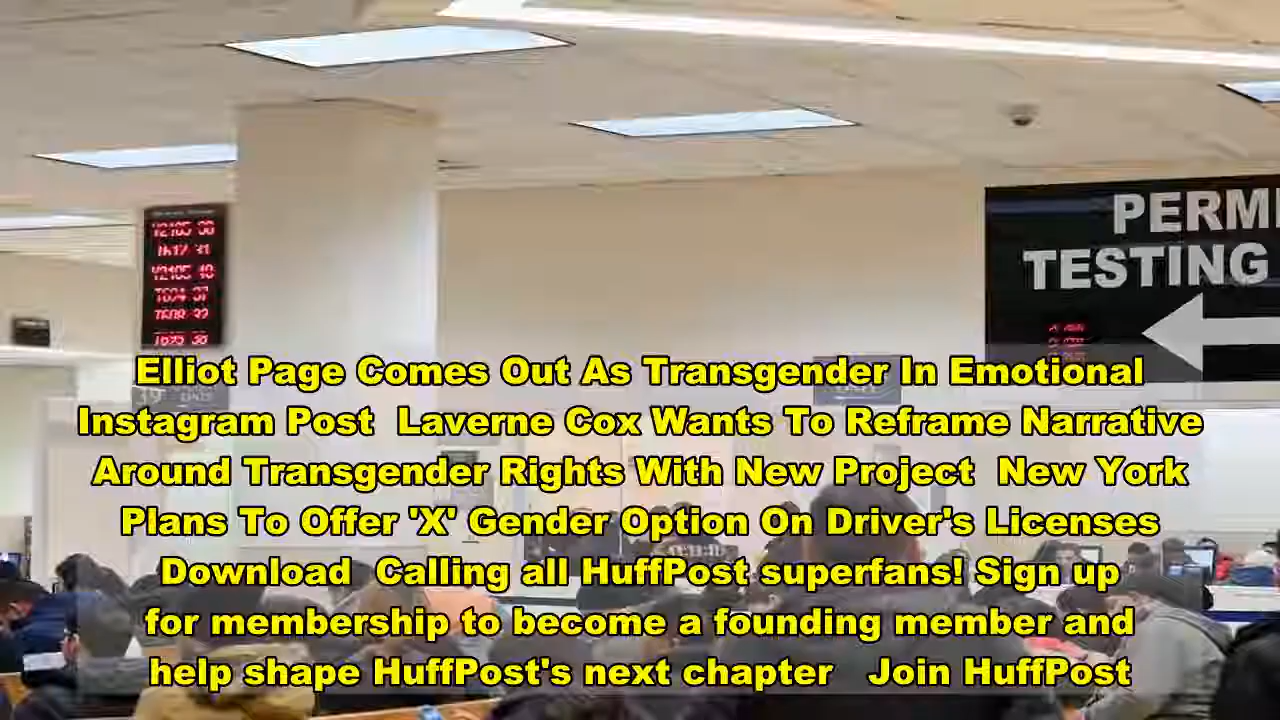 PERMI
TESTING
Elliot Page Comes Out As Transgender In Emotional
Instagram Post Laverne Cox Wants To Reframe Narrative
Around Transgender Rights With New Project New York
Plans To Offer 'X' Gender Option On Driver's Licenses
Download Calling all HuffPost superfans! Sign up
for membership to become a founding member and
help shape HuffPost's next chapter Join HuffPost